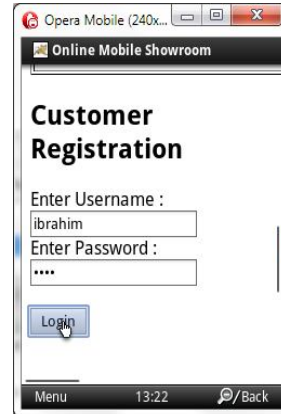 Opera Mobile (240x...
Online Mobile Showroom
Customer
Registration
Enter Username :
ibrahim
Enter Password :
••••
Login
Menu 13:22 /Back